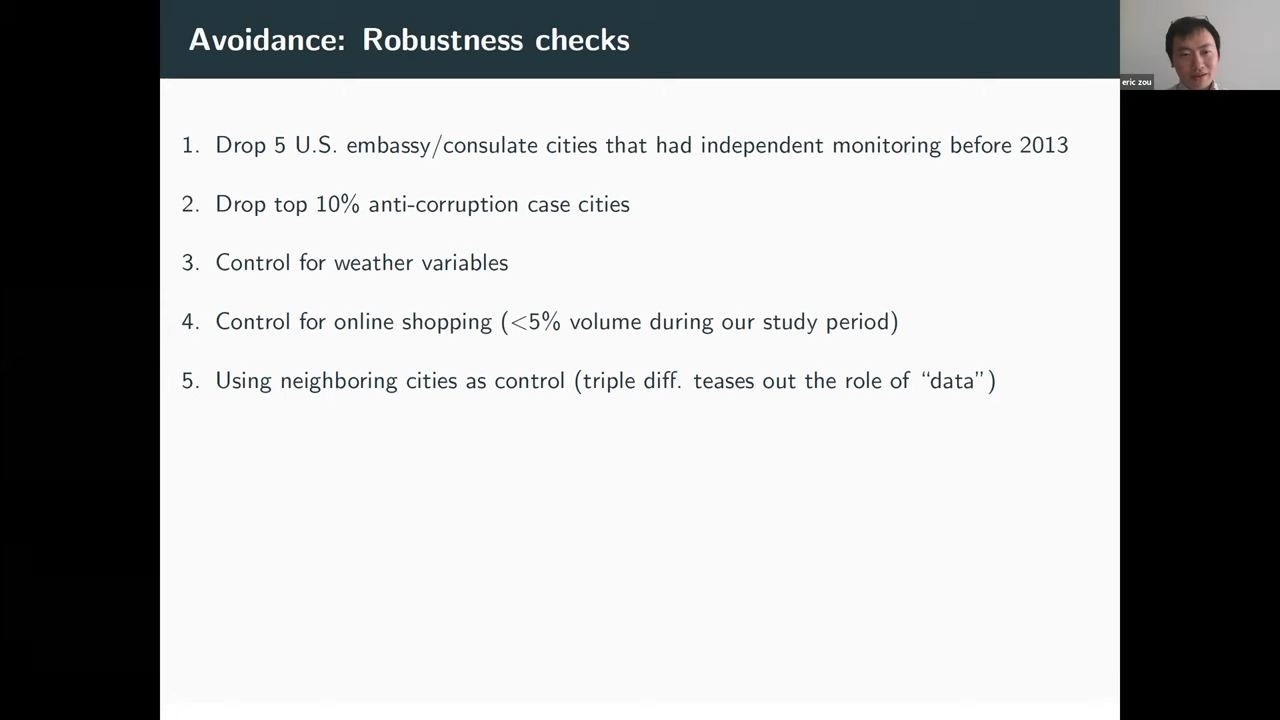 Avoidance: Robustness checks
eric zou
1. Drop 5 U.S. embassy/consulate cities that had independent monitoring before 2013
2. Drop top 10% anti-corruption case cities
3. Control for weather variables
4. Control for online shopping (<5% volume during our study period)
5. Using neighboring cities as control (triple diff. teases out the role of “data”)